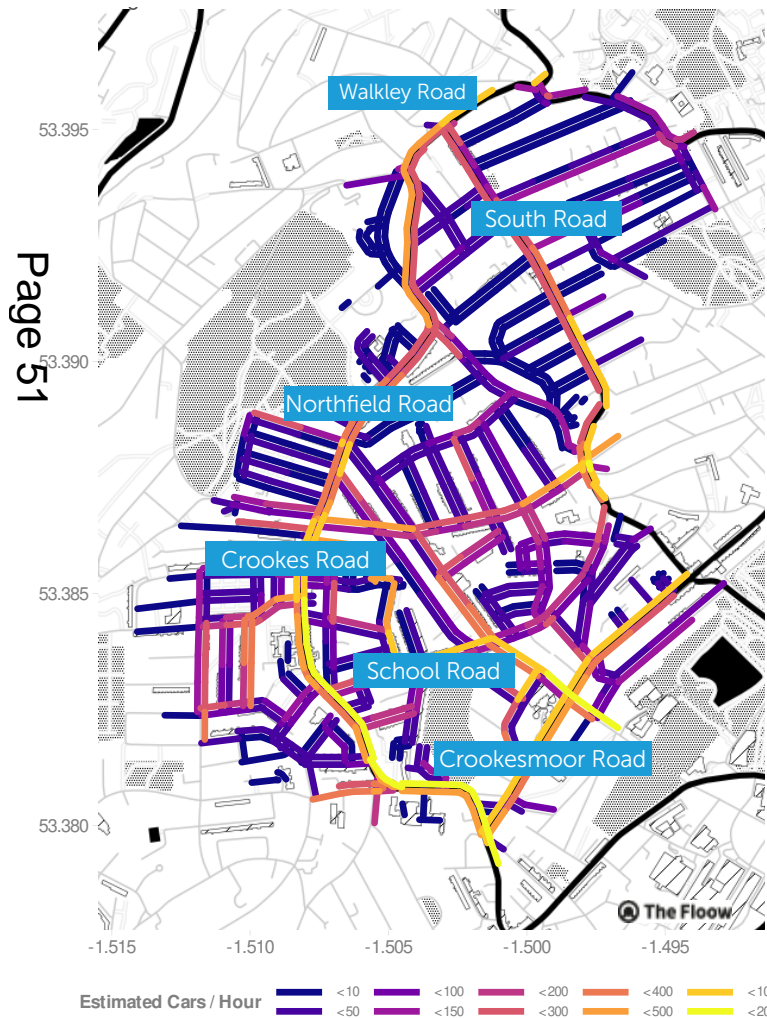 Walkley Road
53.395
South Road
Page 51
53.390
Northfield Road
53.385
Crookes Road
School Road
Crookesmoor Road
53.380
The Floow
-1.515 -1.510 -1.505 -1.500 -1.495
Estimated Cars / Hour
<10 <100 <200 <400 <10
<50 <150 <300 <500 <20